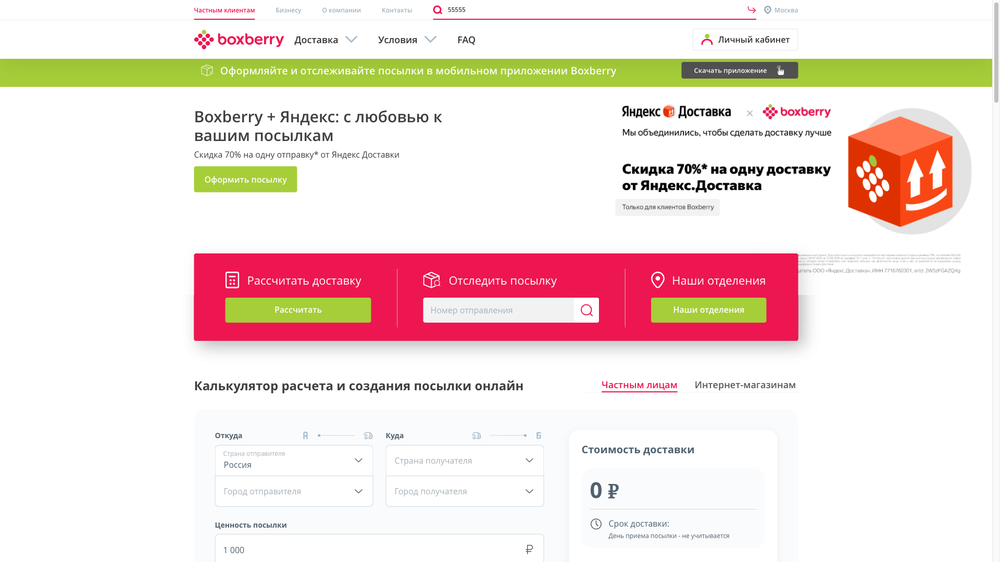 Частным клиентам
Бизнесу
О компании
Контакты
55555
Москва
boxberry
Доставка
Условия
FAQ
Личный кабинет
Оформляйте и отслеживайте посылки в мобильном приложении Boxberry
Скачать приложение
Boxberry + Яндекс: с любовью к
вашим посылкам
Скидка 70% на одну отправку* от Яндекс Доставки
Оформить посылку
Яндекс Доставка × boxberry
Мы объединились, чтобы сделать доставку лучше
Скидка 70%* на одну доставку
от Яндекс.Доставка
Только для клиентов Boxberry
ООО «Яндекс.Доставка», ИНН
Рассчитать доставку
Рассчитать
Отследить посылку
Номер отправления
Наши отделения
Наши отделения
Калькулятор расчета и создания посылки онлайн
Частным лицам
Интернет-магазинам
Откуда
А
Страна отправителя
Россия
Город отправителя
Куда
Б
Страна получателя
Город получателя
Ценность посылки
1 000
₽
Стоимость доставки
0 ₽
Срок доставки:
День приема посылки - не учитывается